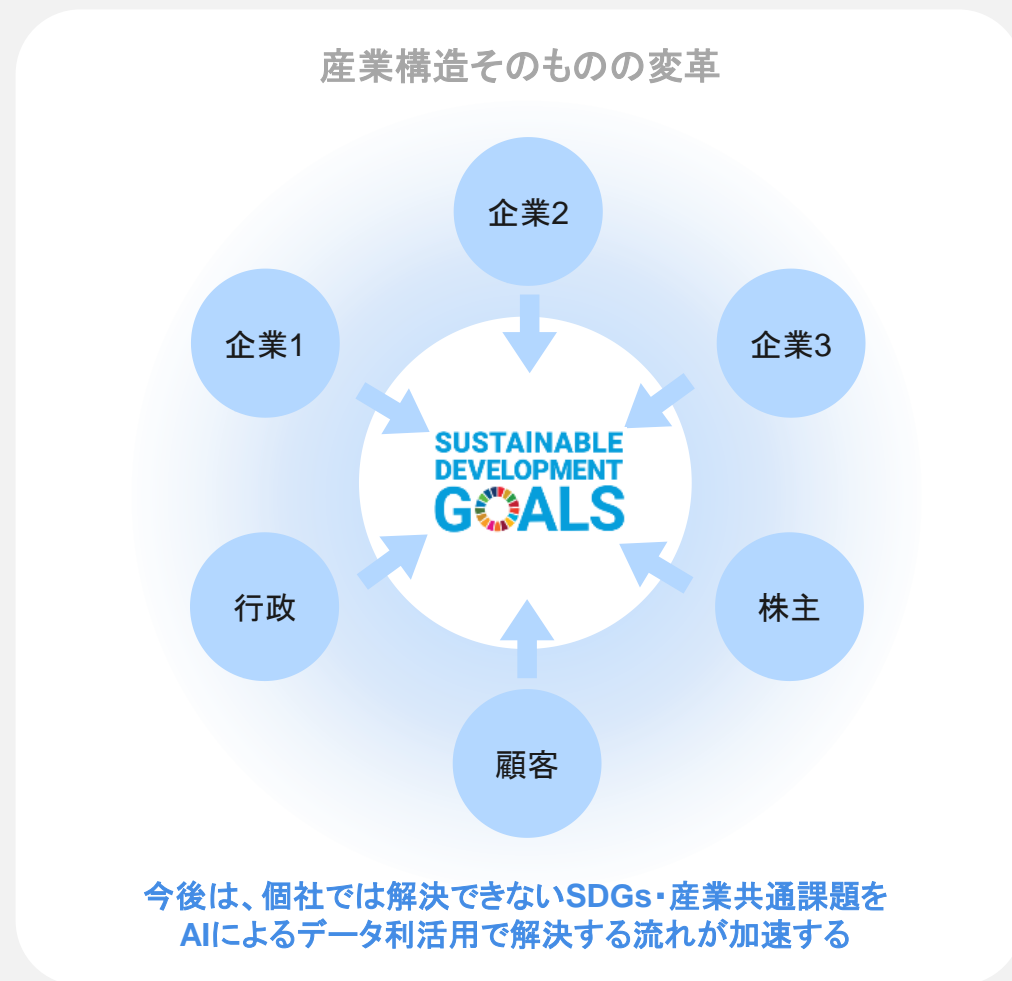 産業構造そのものの変革
企業2
企業1
企業3
SUSTAINABLE
DEVELOPMENT
GOALS
行政
株主
顧客
今後は、個社では解決できないSDGs・産業共通課題を
AIによるデータ利活用で解決する流れが加速する